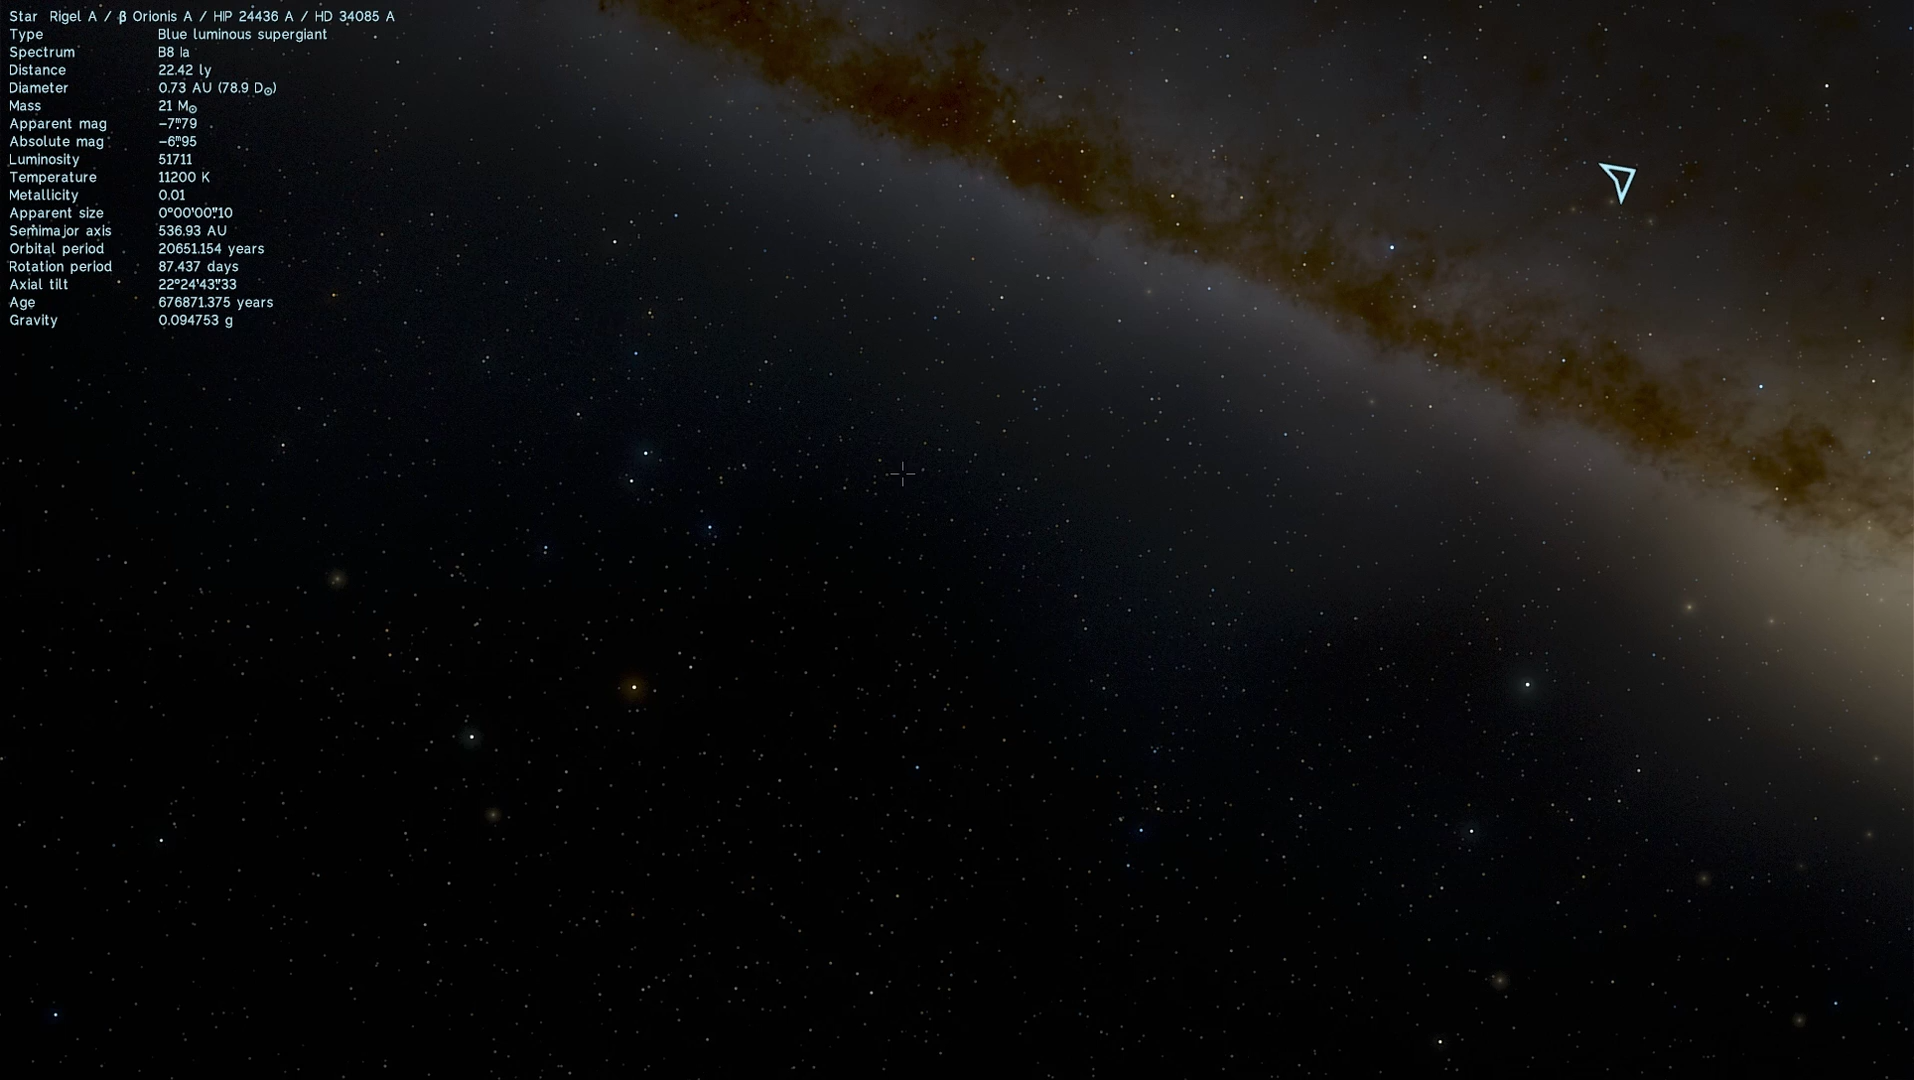 Star Rigel A / β Orionis A / HIP 24436 A / HD 34085 A
Type Blue luminous supergiant
Spectrum B8 Ia
Distance 22.42 ly
Diameter 0.73 AU (78.9 D☉)
Mass 21 M☉
Apparent mag −7ᵐ.79
Absolute mag −6ᵐ.95
Luminosity 51711
Temperature 11200 K
Metallicity 0.01
Apparent size 0°00'00".10
Semimajor axis 536.93 AU
Orbital period 20651.154 years
Rotation period 87.437 days
Axial tilt 22°24'43".33
Age 676871.375 years
Gravity 0.094753 g